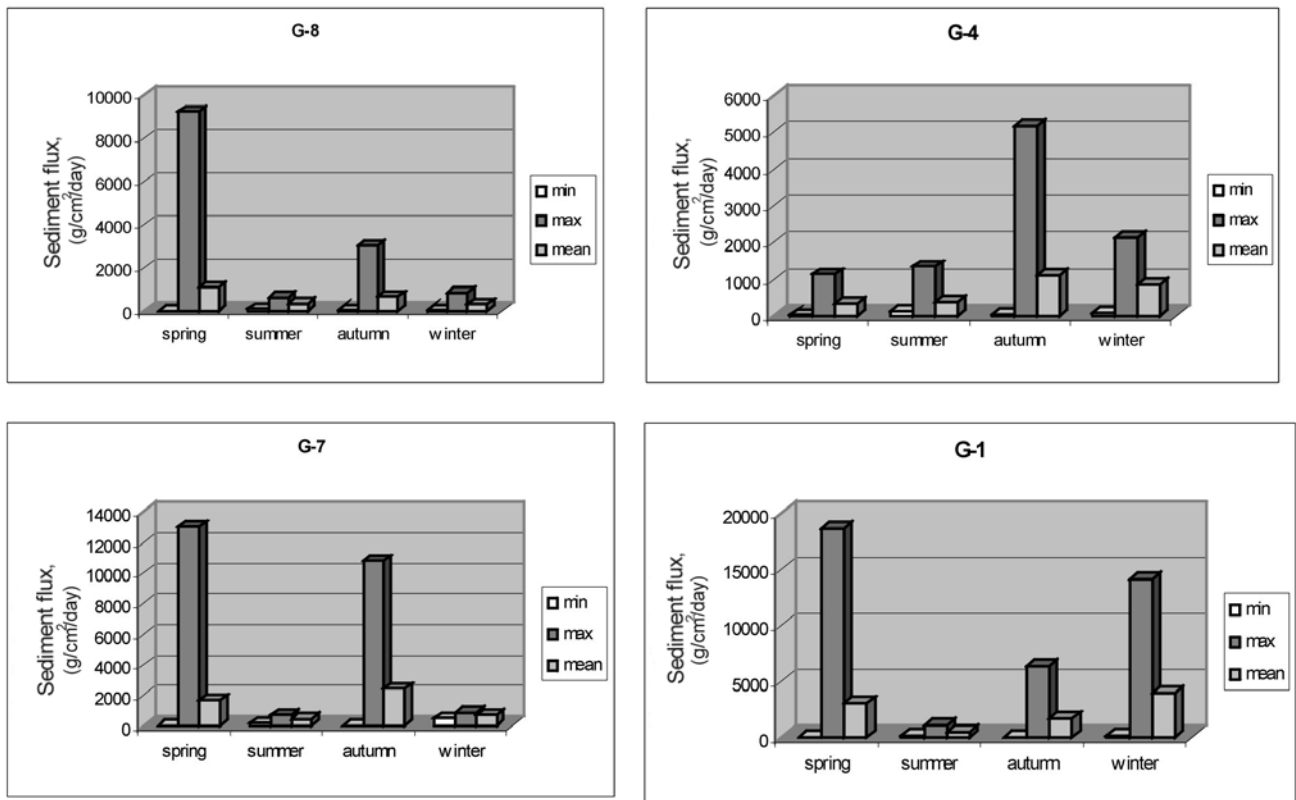 G-8
Sediment flux,
(g/cm²/day)
10000
8000
6000
4000
2000
0
spring summer autumn winter
min
max
mean
G-4
Sediment flux,
(g/cm²/day)
6000
5000
4000
3000
2000
1000
0
spring summer autumn winter
min
max
mean
G-7
Sediment flux,
(g/cm²/day)
14000
12000
10000
8000
6000
4000
2000
0
spring summer autumn winter
min
max
mean
G-1
Sediment flux,
(g/cm²/day)
20000
15000
10000
5000
0
spring summer autumn winter
min
max
mean